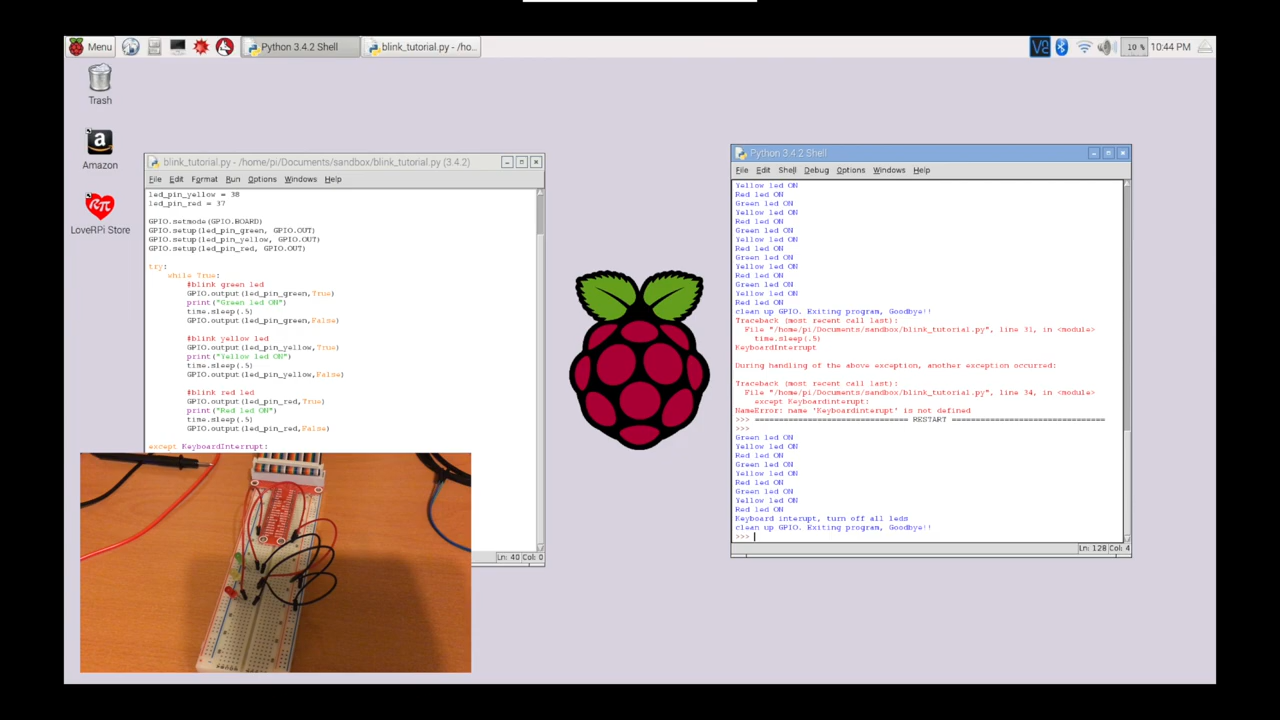 Menu
Python 3.4.2 Shell
blink_tutorial.py - /ho...
V2
10 %
10:44 PM
Trash
a
Amazon
Rπ
LoveRPi Store
blink_tutorial.py - /home/pi/Documents/sandbox/blink_tutorial.py (3.4.2)
File Edit Format Run Options Windows Help
led_pin_yellow = 38
led_pin_red = 37
GPIO.setmode(GPIO.BOARD)
GPIO.setup(led_pin_green, GPIO.OUT)
GPIO.setup(led_pin_yellow, GPIO.OUT)
GPIO.setup(led_pin_red, GPIO.OUT)
try:
while True:
#blink green led
GPIO.output(led_pin_green,True)
print("Green led ON")
time.sleep(.5)
GPIO.output(led_pin_green,False)
#blink yellow led
GPIO.output(led_pin_yellow,True)
print("Yellow led ON")
time.sleep(.5)
GPIO.output(led_pin_yellow,False)
#blink red led
GPIO.output(led_pin_red,True)
print("Red led ON")
time.sleep(.5)
GPIO.output(led_pin_red,False)
except KeyboardInterrupt:
Ln: 40 Col: 0
Python 3.4.2 Shell
File Edit Shell Debug Options Windows Help
Yellow led ON
Red led ON
Green led ON
Yellow led ON
Red led ON
Green led ON
Yellow led ON
Red led ON
Green led ON
Yellow led ON
Red led ON
Green led ON
Yellow led ON
Red led ON
clean up GPIO. Exiting program, Goodbye!!
Traceback (most recent call last):
File "/home/pi/Documents/sandbox/blink_tutorial.py", line 31, in <module>
time.sleep(.5)
KeyboardInterrupt
During handling of the above exception, another exception occurred:
Traceback (most recent call last):
File "/home/pi/Documents/sandbox/blink_tutorial.py", line 34, in <module>
except Keyboardinterupt:
NameError: name 'Keyboardinterupt' is not defined
>>> ================================ RESTART ================================
>>>
Green led ON
Yellow led ON
Red led ON
Green led ON
Yellow led ON
Red led ON
Green led ON
Yellow led ON
Red led ON
Keyboard interupt, turn off all leds
clean up GPIO. Exiting program, Goodbye!!
>>>
Ln: 128 Col: 4